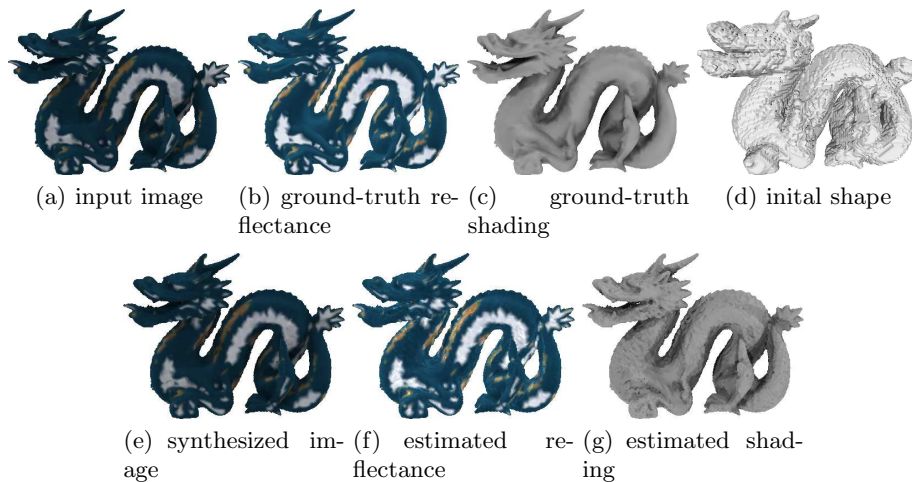 (a) input image
(b) ground-truth re-
flectance
(c) ground-truth
shading
(d) inital shape
(e) synthesized im-
age
(f) estimated re-
flectance
(g) estimated shad-
ing